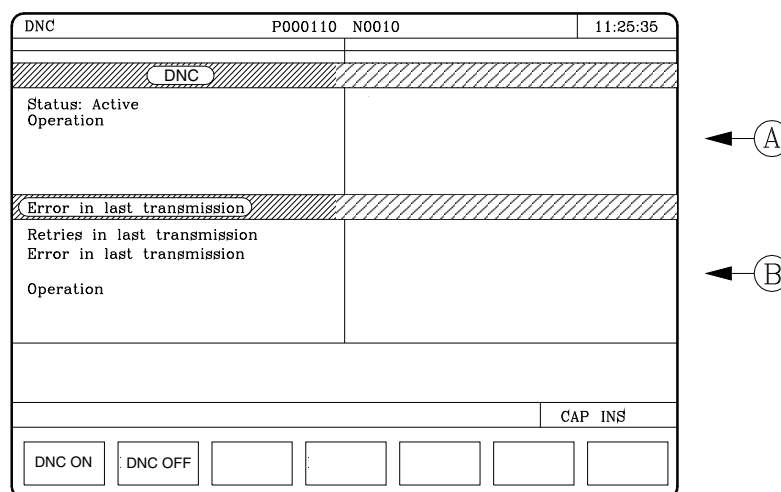 DNC P000110 N0010 11:25:35
DNC
Status: Active
Operation
A
Error in last transmission
Retries in last transmission
Error in last transmission
B
Operation
CAP INS
DNC ON DNC OFF